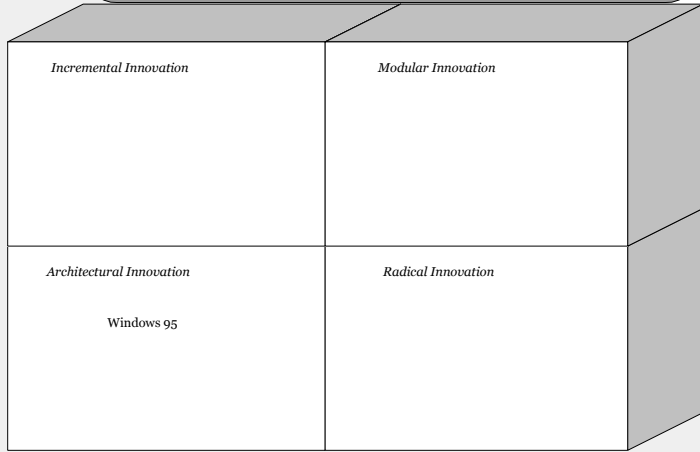 Incremental Innovation
Modular Innovation
Architectural Innovation
Radical Innovation
Windows 95